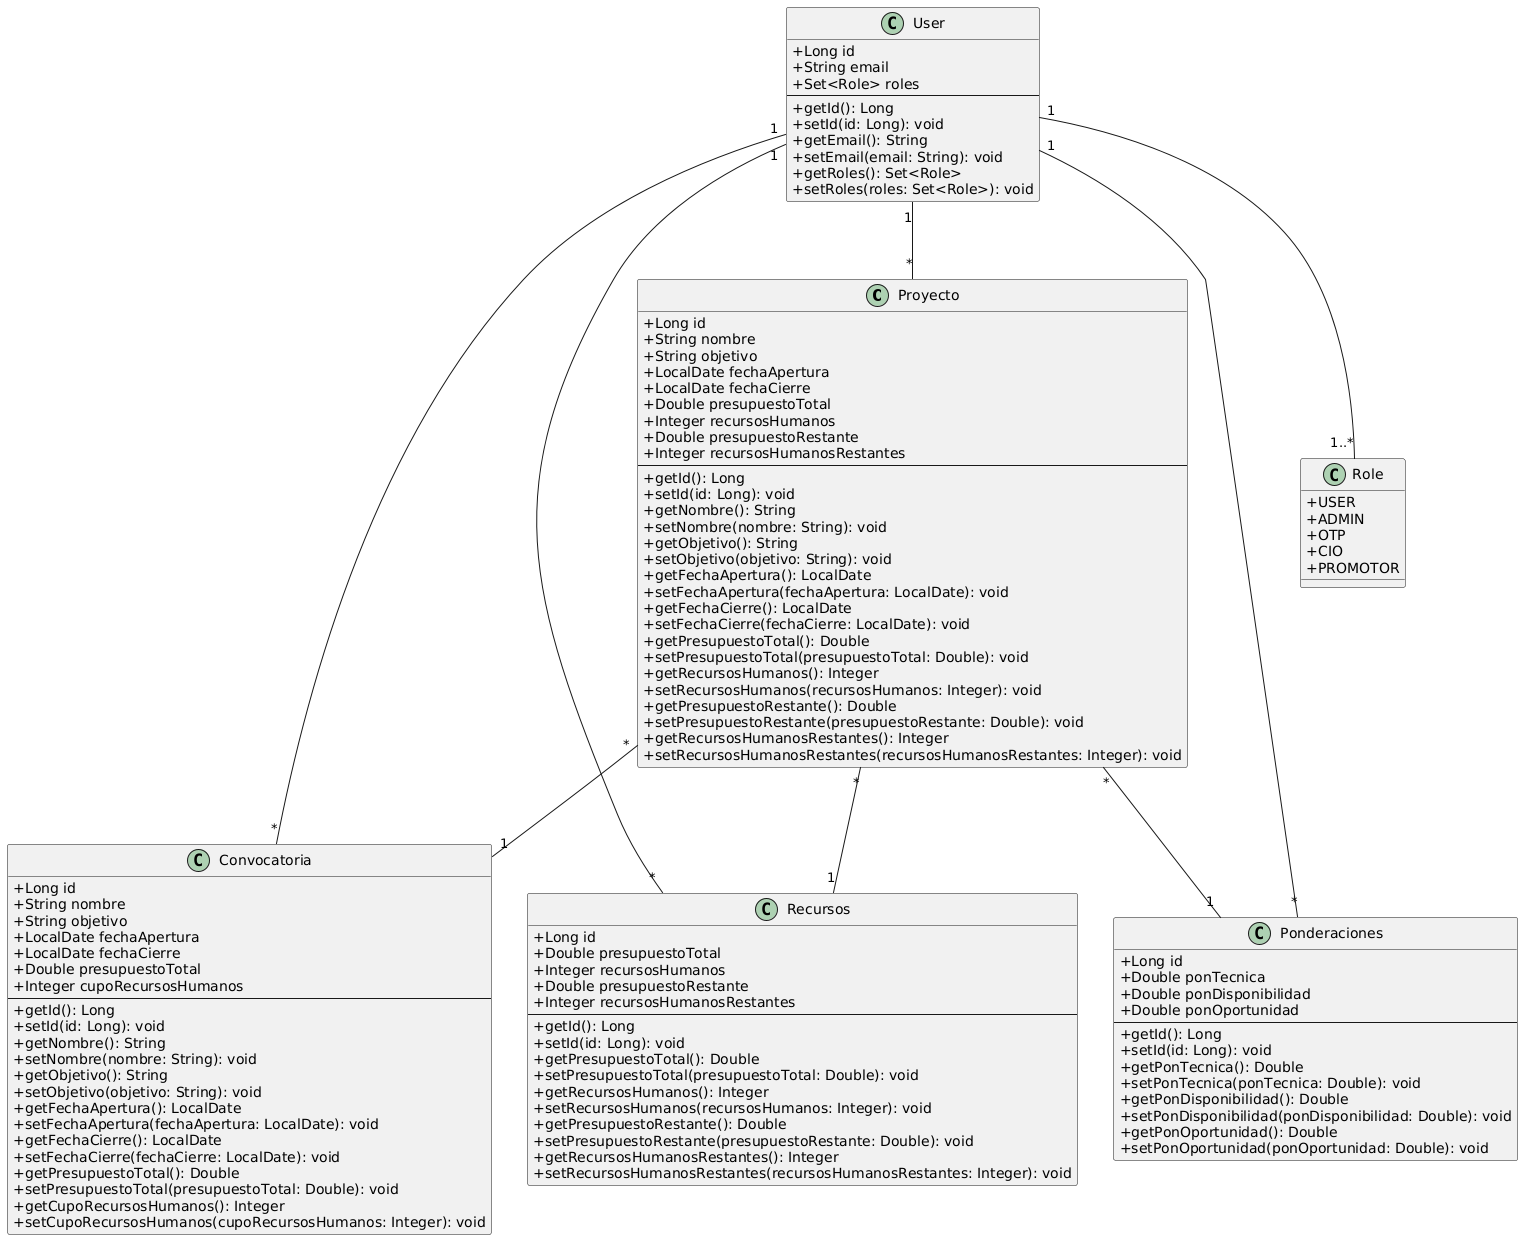 C User
+Long id
+String email
+Set<Role> roles
+getId(): Long
+setId(id: Long): void
+getEmail(): String
+setEmail(email: String): void
+getRoles(): Set<Role>
+setRoles(roles: Set<Role>): void
1
1
1
1
1
*
C Proyecto
+Long id
+String nombre
+String objetivo
+LocalDate fechaApertura
+LocalDate fechaCierre
+Double presupuestoTotal
+Integer recursosHumanos
+Double presupuestoRestante
+Integer recursosHumanosRestantes
+getId(): Long
+setId(id: Long): void
+getNombre(): String
+setNombre(nombre: String): void
+getObjetivo(): String
+setObjetivo(objetivo: String): void
+getFechaApertura(): LocalDate
+setFechaApertura(fechaApertura: LocalDate): void
+getFechaCierre(): LocalDate
+setFechaCierre(fechaCierre: LocalDate): void
+getPresupuestoTotal(): Double
+setPresupuestoTotal(presupuestoTotal: Double): void
+getRecursosHumanos(): Integer
+setRecursosHumanos(recursosHumanos: Integer): void
+getPresupuestoRestante(): Double
+setPresupuestoRestante(presupuestoRestante: Double): void
+getRecursosHumanosRestantes(): Integer
+setRecursosHumanosRestantes(recursosHumanosRestantes: Integer): void
1..*
C Role
+USER
+ADMIN
+OTP
+CIO
+PROMOTOR
*
*
*
*
1
C Convocatoria
+Long id
+String nombre
+String objetivo
+LocalDate fechaApertura
+LocalDate fechaCierre
+Double presupuestoTotal
+Integer cupoRecursosHumanos
+getId(): Long
+setId(id: Long): void
+getNombre(): String
+setNombre(nombre: String): void
+getObjetivo(): String
+setObjetivo(objetivo: String): void
+getFechaApertura(): LocalDate
+setFechaApertura(fechaApertura: LocalDate): void
+getFechaCierre(): LocalDate
+setFechaCierre(fechaCierre: LocalDate): void
+getPresupuestoTotal(): Double
+setPresupuestoTotal(presupuestoTotal: Double): void
+getCupoRecursosHumanos(): Integer
+setCupoRecursosHumanos(cupoRecursosHumanos: Integer): void
*
1
C Recursos
+Long id
+Double presupuestoTotal
+Integer recursosHumanos
+Double presupuestoRestante
+Integer recursosHumanosRestantes
+getId(): Long
+setId(id: Long): void
+getPresupuestoTotal(): Double
+setPresupuestoTotal(presupuestoTotal: Double): void
+getRecursosHumanos(): Integer
+setRecursosHumanos(recursosHumanos: Integer): void
+getPresupuestoRestante(): Double
+setPresupuestoRestante(presupuestoRestante: Double): void
+getRecursosHumanosRestantes(): Integer
+setRecursosHumanosRestantes(recursosHumanosRestantes: Integer): void
1
*
C Ponderaciones
+Long id
+Double ponTecnica
+Double ponDisponibilidad
+Double ponOportunidad
+getId(): Long
+setId(id: Long): void
+getPonTecnica(): Double
+setPonTecnica(ponTecnica: Double): void
+getPonDisponibilidad(): Double
+setPonDisponibilidad(ponDisponibilidad: Double): void
+getPonOportunidad(): Double
+setPonOportunidad(ponOportunidad: Double): void